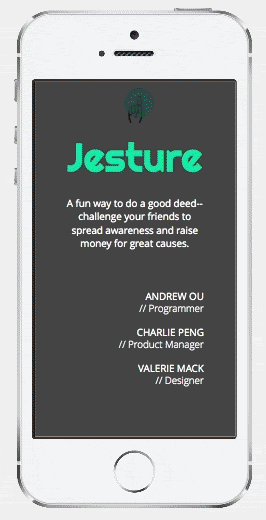 Jesture
A fun way to do a good deed--
challenge your friends to
spread awareness and raise
money for great causes.
ANDREW OU
// Programmer
CHARLIE PENG
// Product Manager
VALERIE MACK
// Designer